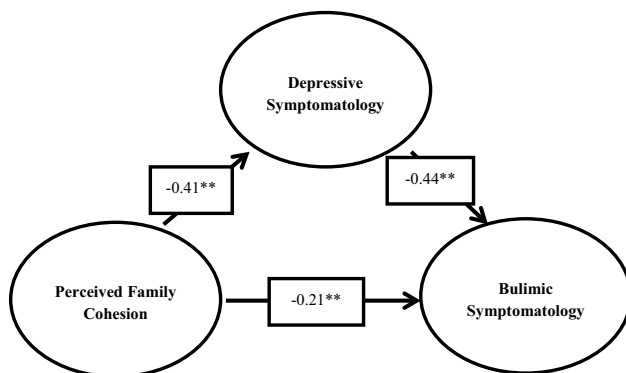 Depressive
Symptomatology
-0.41**
-0.44**
Perceived Family
Cohesion
-0.21**
Bulimic
Symptomatology